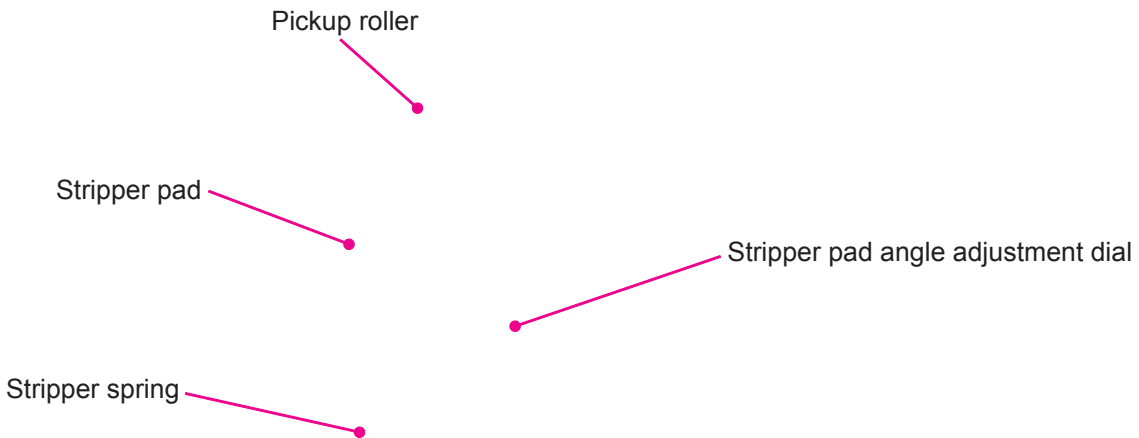 Pickup roller
Stripper pad
Stripper pad angle adjustment dial
Stripper spring